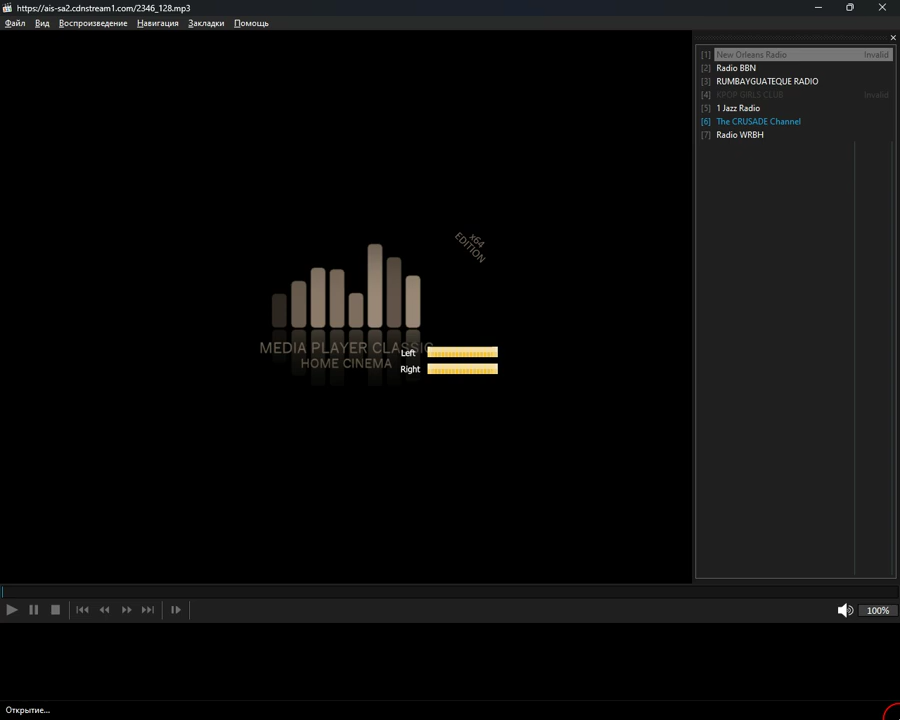 https://ais-sa2.cdnstream1.com/2346_128.mp3
Файл Вид Воспроизведение Навигация Закладки Помощь
[1] New Orleans Radio Invalid
[2] Radio BBN
[3] RUMBAYGUATEQUE RADIO
[4] KPOP GIRLS CLUB Invalid
[5] 1 Jazz Radio
[6] The CRUSADE Channel
[7] Radio WRBH
x64
EDITION
MEDIA PLAYER CLASSIC
HOME CINEMA
Left
Right
100%
Открытие...